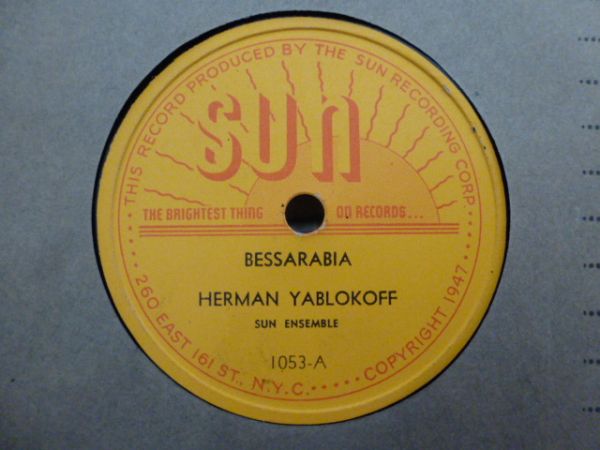 THIS RECORD PRODUCED BY THE SUN RECORDING CORP.
sun
THE BRIGHTEST THING ON RECORDS...
BESSARABIA
HERMAN YABLOKOFF
SUN ENSEMBLE
1053-A
260 EAST 161 ST., N.Y.C. ..... COPYRIGHT 1947